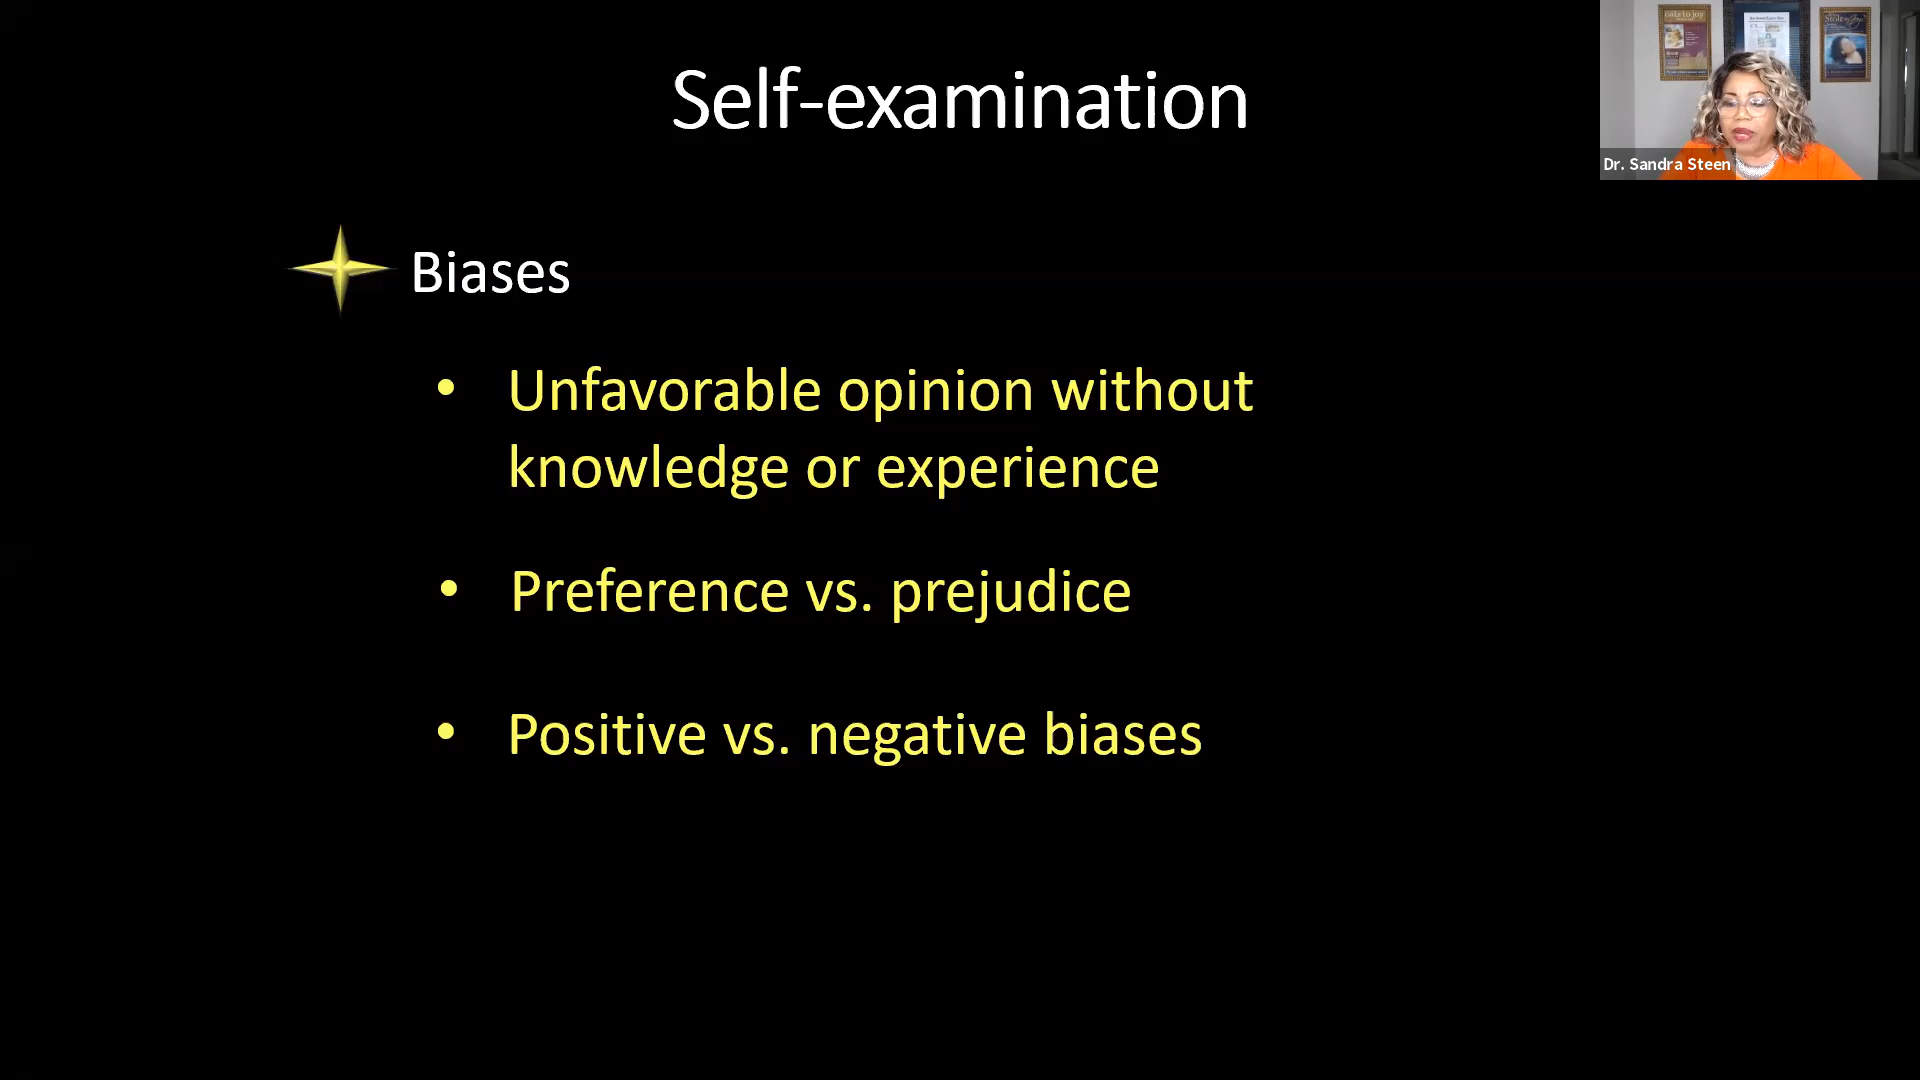 Self-examination
Biases
• Unfavorable opinion without
knowledge or experience
• Preference vs. prejudice
• Positive vs. negative biases
Dr. Sandra Steen